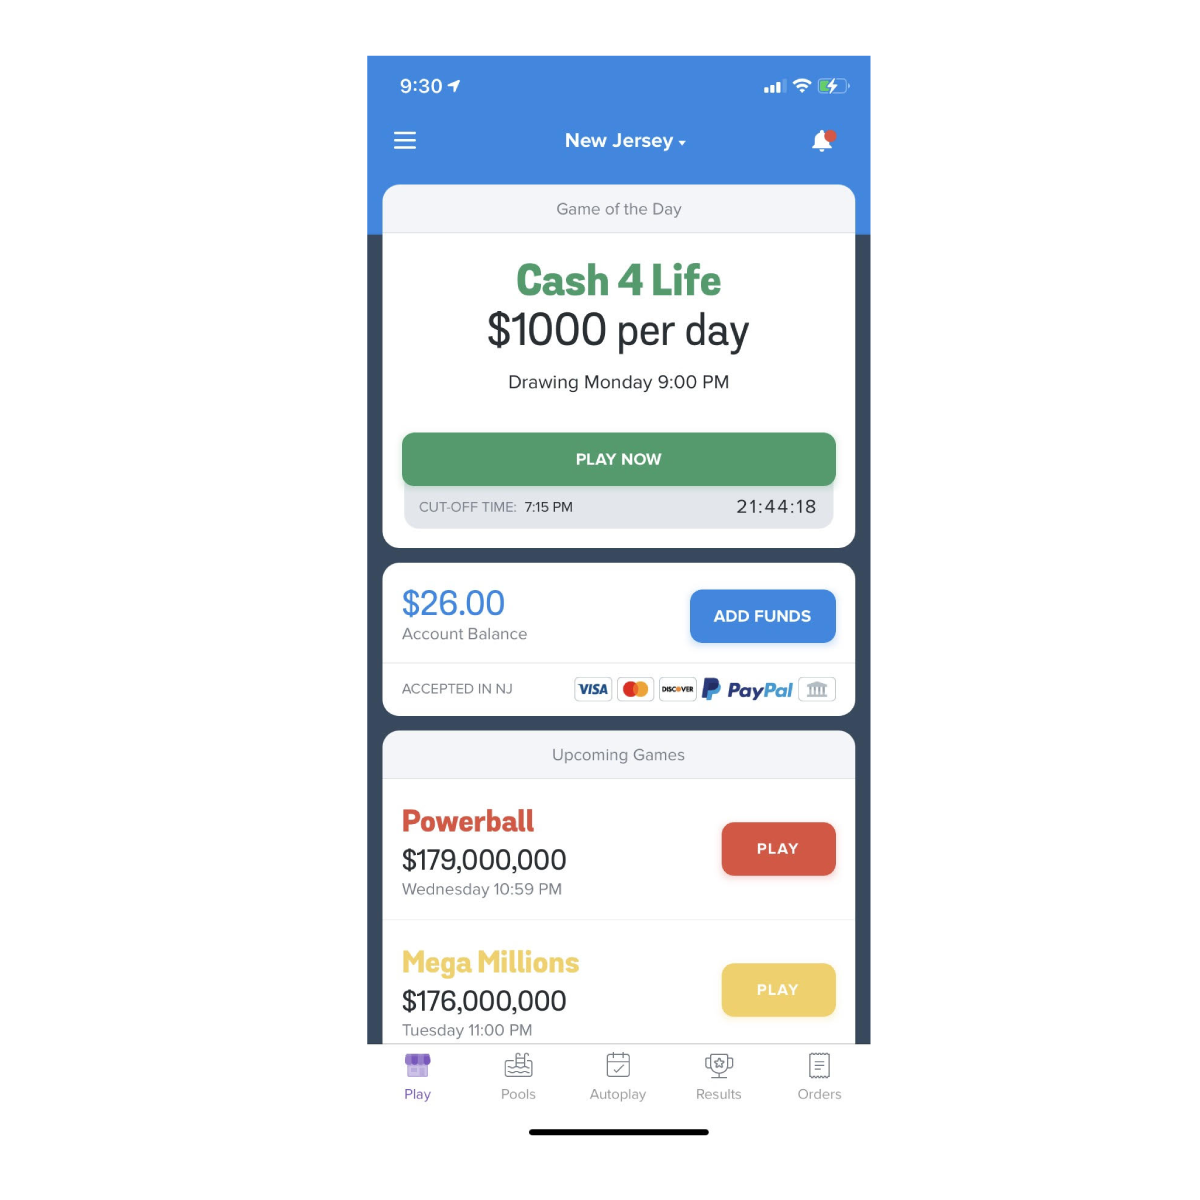 9:30
New Jersey
Game of the Day
Cash 4 Life
$1000 per day
Drawing Monday 9:00 PM
PLAY NOW
CUT-OFF TIME: 7:15 PM 21:44:18
$26.00
Account Balance
ADD FUNDS
ACCEPTED IN NJ VISA DISCOVER PayPal
Upcoming Games
Powerball
$179,000,000
Wednesday 10:59 PM
PLAY
Mega Millions
$176,000,000
Tuesday 11:00 PM
PLAY
Play Pools Autoplay Results Orders